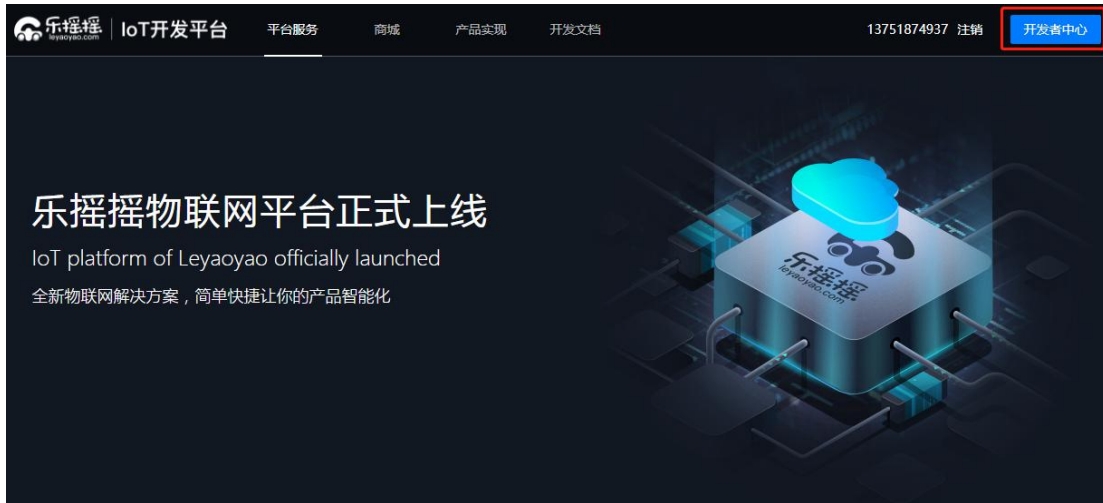 乐摇摇 leyaoyao.com IoT开发平台 平台服务 商城 产品实现 开发文档 13751874937 注销 开发者中心
乐摇摇物联网平台正式上线
IoT platform of Leyaoyao officially launched
全新物联网解决方案，简单快捷让你的产品智能化
乐摇摇
leyaoyao.com